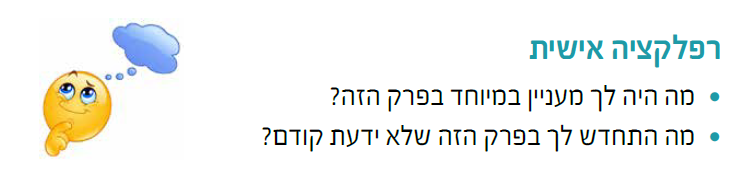 רפלקציה אישית
• מה היה לך מעניין במיוחד בפרק הזה?
• מה התחדש לך בפרק הזה שלא ידעת קודם?